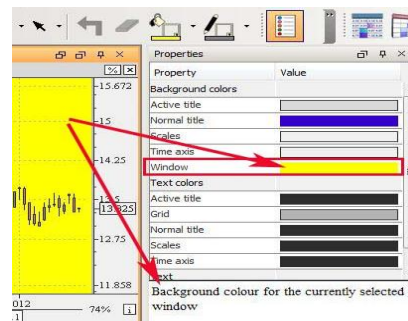 Properties
Property Value
Background colors
Active title
Normal title
Scales
Time axis
Window
Text colors
Active title
Grid
Normal title
Scales
Time axis
Text
Background colour for the currently selected
window
%
15.672
15
14.25
13.5
13.925
12.75
11.858
012
74%
i